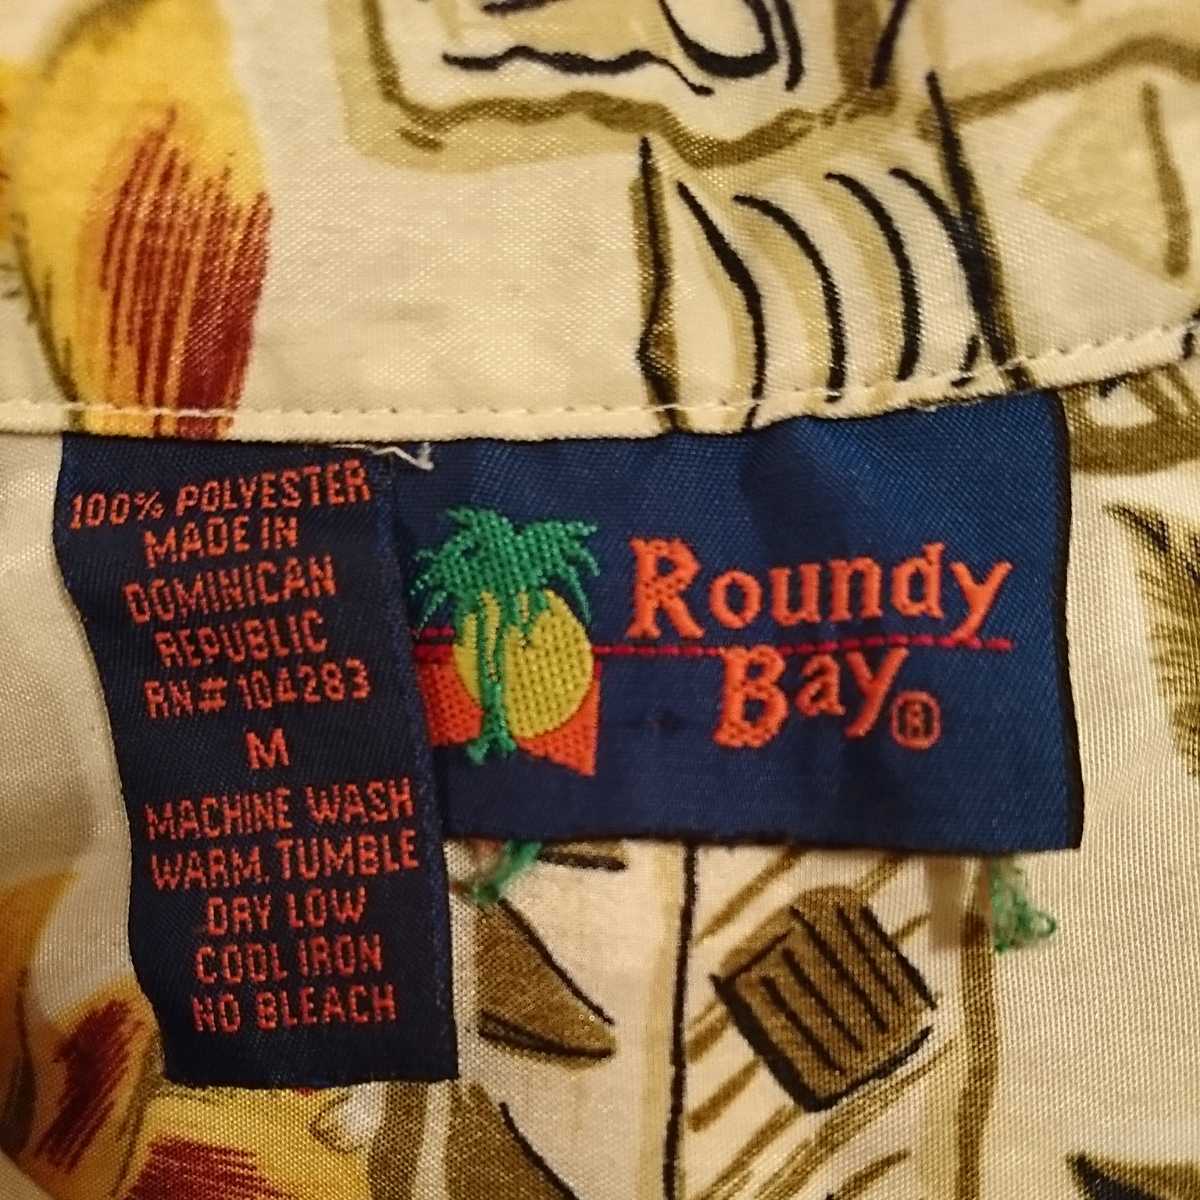 100% POLYESTER
MADE IN
DOMINICAN
REPUBLIC
RN# 104283
M
MACHINE WASH
WARM, TUMBLE
DRY LOW
COOL IRON
NO BLEACH
Roundy
Bay®